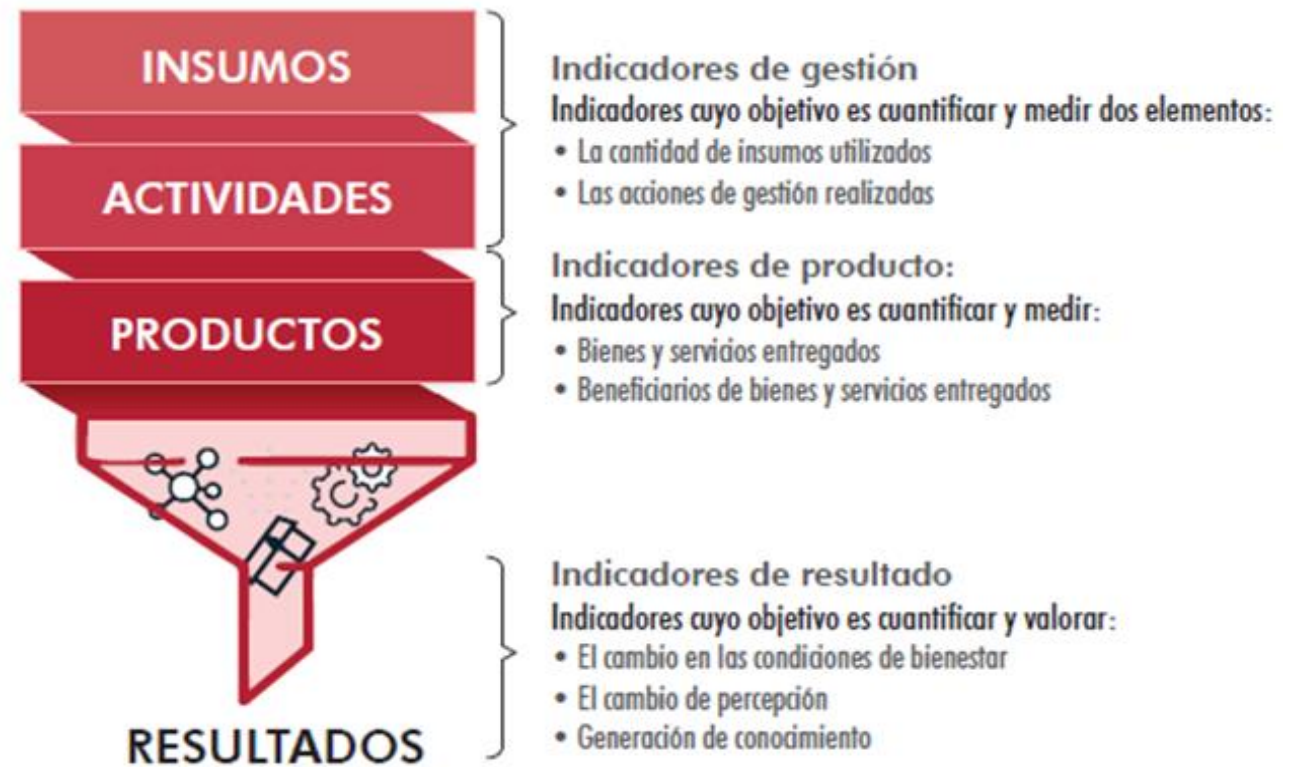 INSUMOS
ACTIVIDADES
PRODUCTOS
RESULTADOS
Indicadores de gestión
Indicadores cuyo objetivo es cuantificar y medir dos elementos:
• La cantidad de insumos utilizados
• Las acciones de gestión realizadas
Indicadores de producto:
Indicadores cuyo objetivo es cuantificar y medir:
• Bienes y servicios entregados
• Beneficiarios de bienes y servicios entregados
Indicadores de resultado
Indicadores cuyo objetivo es cuantificar y valorar:
• El cambio en las condiciones de bienestar
• El cambio de percepción
• Generación de conocimiento